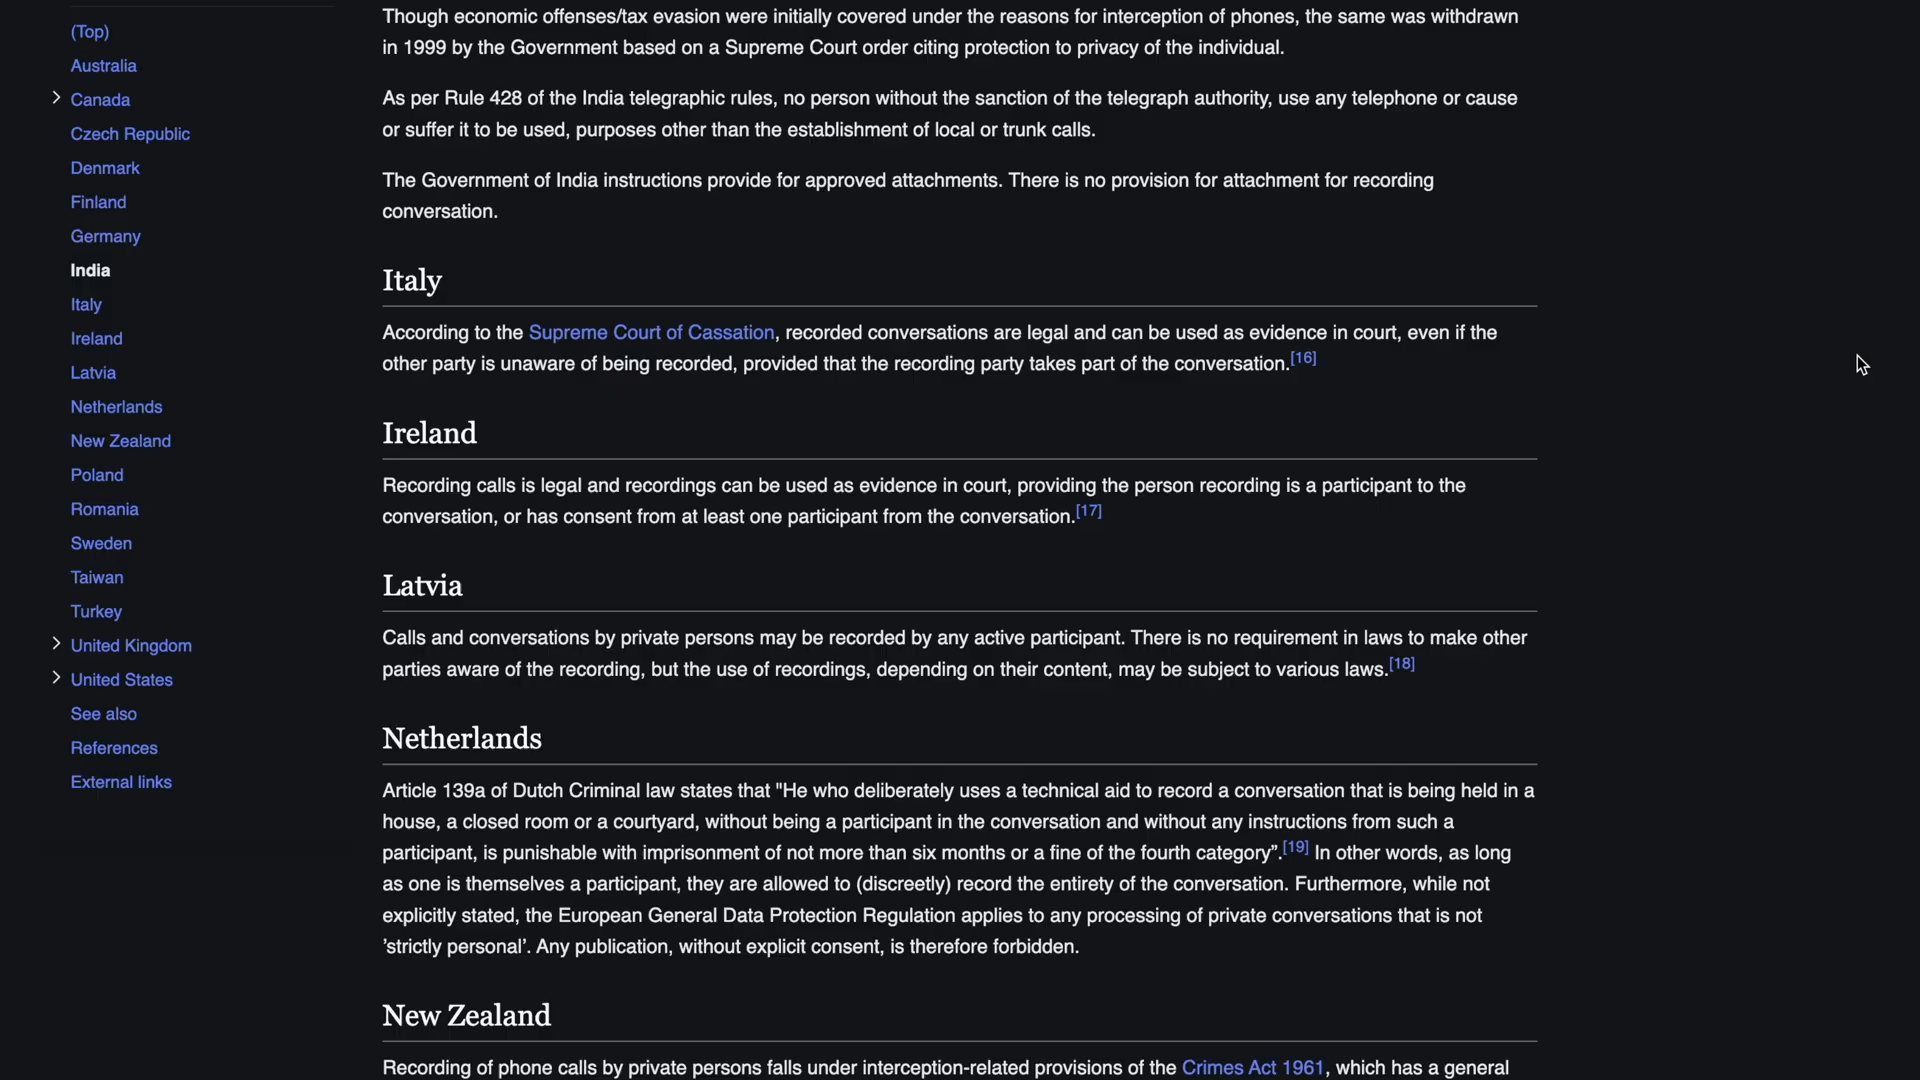 (Top)
Australia
Canada
Czech Republic
Denmark
Finland
Germany
India
Italy
Ireland
Latvia
Netherlands
New Zealand
Poland
Romania
Sweden
Taiwan
Turkey
United Kingdom
United States
See also
References
External links
Though economic offenses/tax evasion were initially covered under the reasons for interception of phones, the same was withdrawn
in 1999 by the Government based on a Supreme Court order citing protection to privacy of the individual.
As per Rule 428 of the India telegraphic rules, no person without the sanction of the telegraph authority, use any telephone or cause
or suffer it to be used, purposes other than the establishment of local or trunk calls.
The Government of India instructions provide for approved attachments. There is no provision for attachment for recording
conversation.
Italy
According to the Supreme Court of Cassation, recorded conversations are legal and can be used as evidence in court, even if the
other party is unaware of being recorded, provided that the recording party takes part of the conversation.[16]
Ireland
Recording calls is legal and recordings can be used as evidence in court, providing the person recording is a participant to the
conversation, or has consent from at least one participant from the conversation.[17]
Latvia
Calls and conversations by private persons may be recorded by any active participant. There is no requirement in laws to make other
parties aware of the recording, but the use of recordings, depending on their content, may be subject to various laws.[18]
Netherlands
Article 139a of Dutch Criminal law states that "He who deliberately uses a technical aid to record a conversation that is being held in a
house, a closed room or a courtyard, without being a participant in the conversation and without any instructions from such a
participant, is punishable with imprisonment of not more than six months or a fine of the fourth category”.[19] In other words, as long
as one is themselves a participant, they are allowed to (discreetly) record the entirety of the conversation. Furthermore, while not
explicitly stated, the European General Data Protection Regulation applies to any processing of private conversations that is not
’strictly personal’. Any publication, without explicit consent, is therefore forbidden.
New Zealand
Recording of phone calls by private persons falls under interception-related provisions of the Crimes Act 1961, which has a general